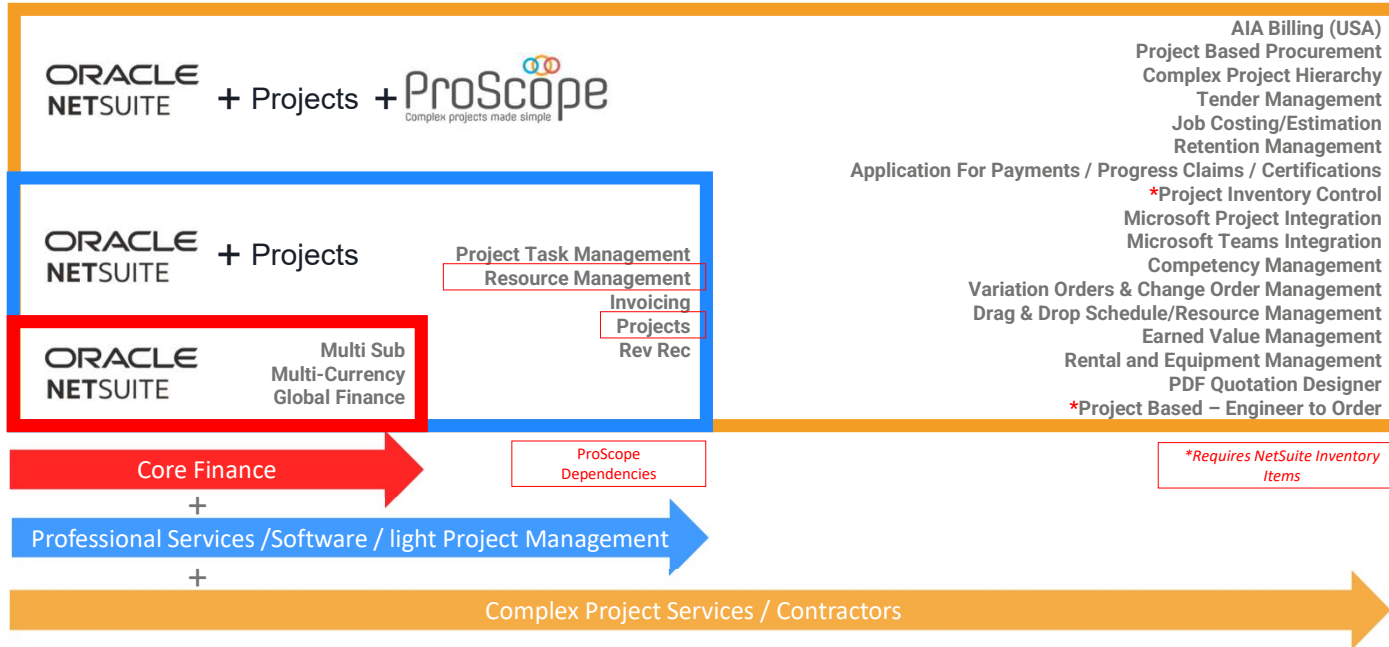 ORACLE
NETSUITE
+ Projects +
ProScope
Complex projects made simple
AIA Billing (USA)
Project Based Procurement
Complex Project Hierarchy
Tender Management
Job Costing/Estimation
Retention Management
Application For Payments / Progress Claims / Certifications
*Project Inventory Control
Microsoft Project Integration
Microsoft Teams Integration
Competency Management
Variation Orders & Change Order Management
Drag & Drop Schedule/Resource Management
Earned Value Management
Rental and Equipment Management
PDF Quotation Designer
*Project Based – Engineer to Order
ORACLE
NETSUITE
+ Projects
Project Task Management
Resource Management
Invoicing
Projects
Rev Rec
ORACLE
NETSUITE
Multi Sub
Multi-Currency
Global Finance
Core Finance
ProScope
Dependencies
*Requires NetSuite Inventory
Items
+
Professional Services /Software / light Project Management
+
Complex Project Services / Contractors